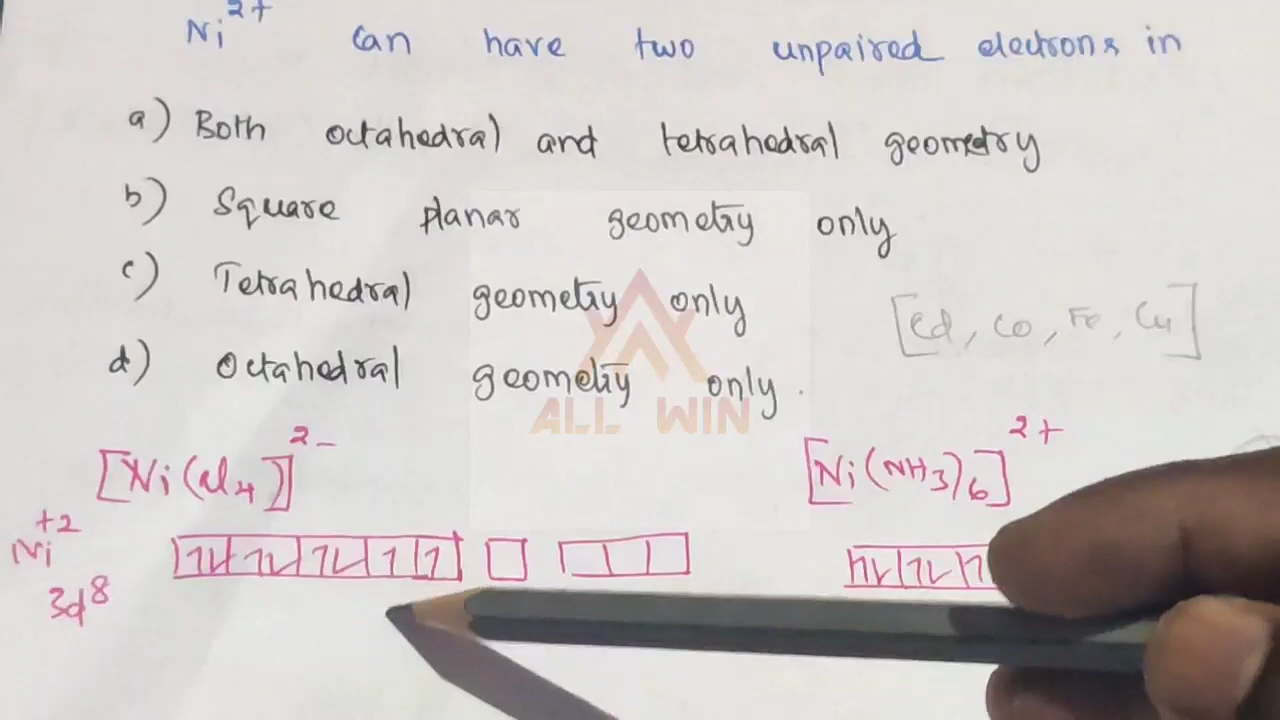 Ni2+ can have two unpaired electrons in
a) Both octahedral and tetrahedral geometry
b) Square planar geometry only
c) Tetrahedral geometry only
[Cd, Co, Fe, Cu]
d) Octahedral geometry only.
ALL WIN
[Ni(Cl4)]2-
[Ni(NH3)6]2+
Ni+2
3d8